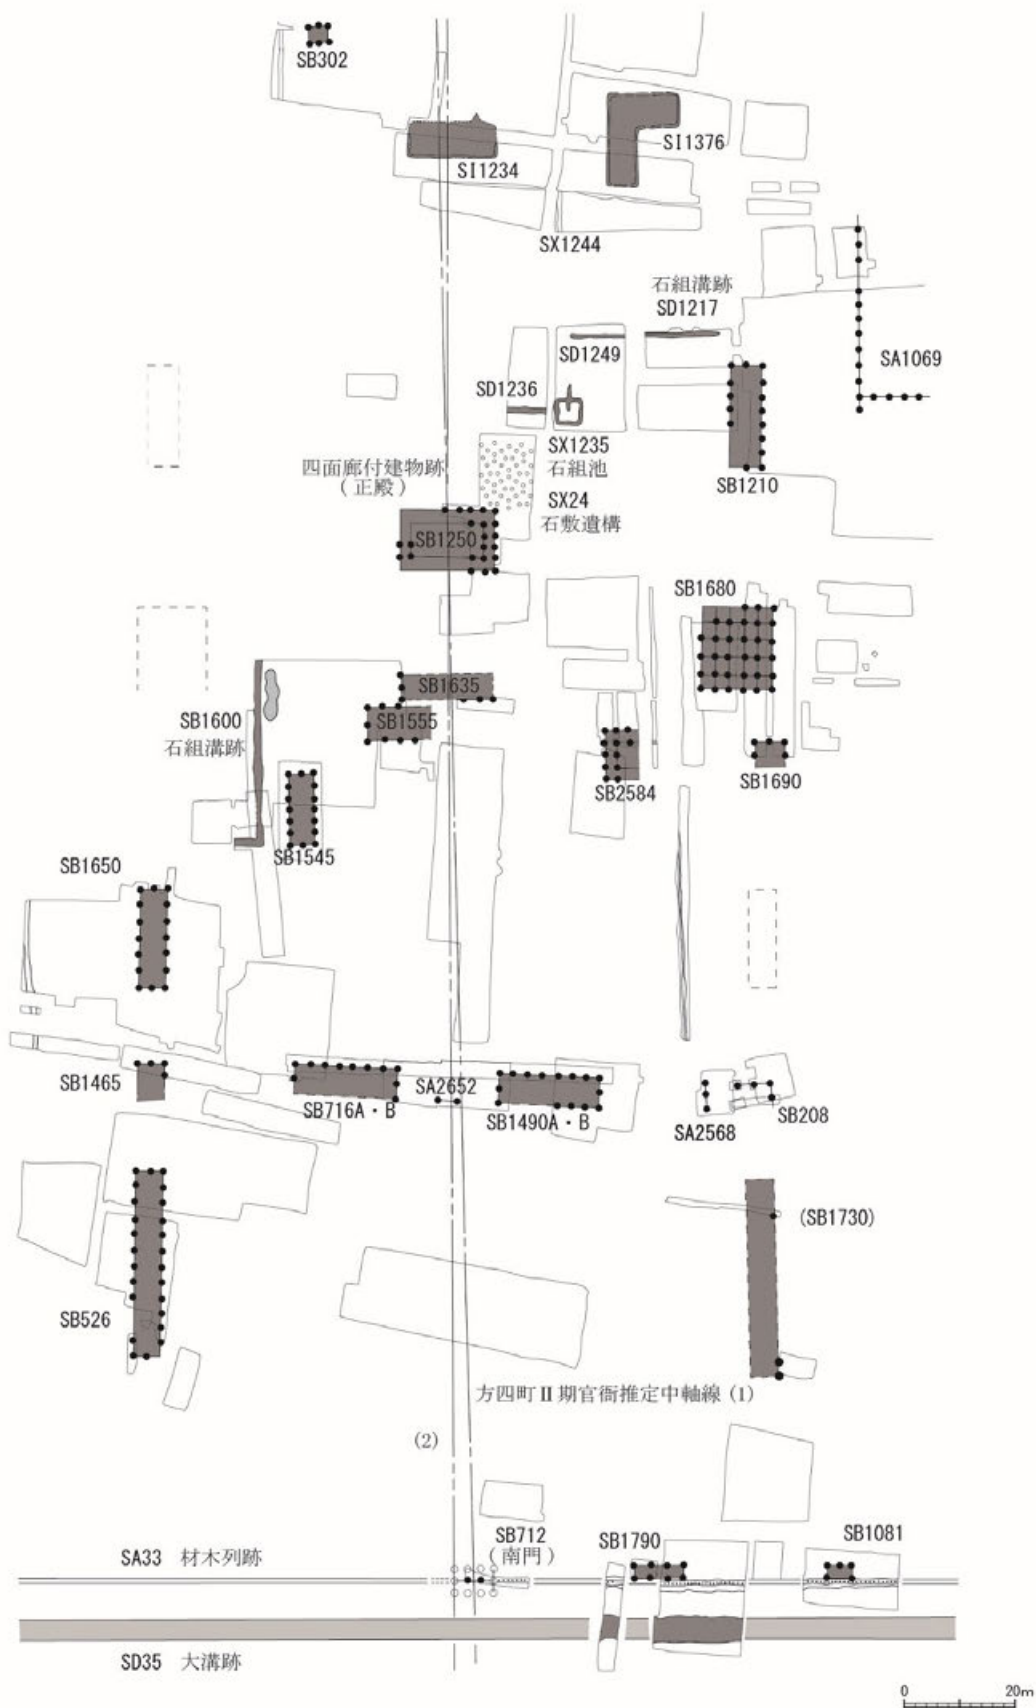 SB302
SI1234
SI1376
SX1244
石組溝跡
SD1217
SD1249
SA1069
SD1236
SX1235
石組池
SB1210
四面廊付建物跡
(正殿)
SX24
石敷遺構
SB1250
SB1680
SB1635
SB1600
石組溝跡
SB1555
SB2584
SB1690
SB1545
SB1650
SB1465
SA2652
SB716A・B
SB1490A・B
SA2568
SB208
(SB1730)
SB526
方四町Ⅱ期官衙推定中軸線(1)
(2)
SB712
(南門)
SB1790
SB1081
SA33 材木列跡
SD35 大溝跡
0 20m